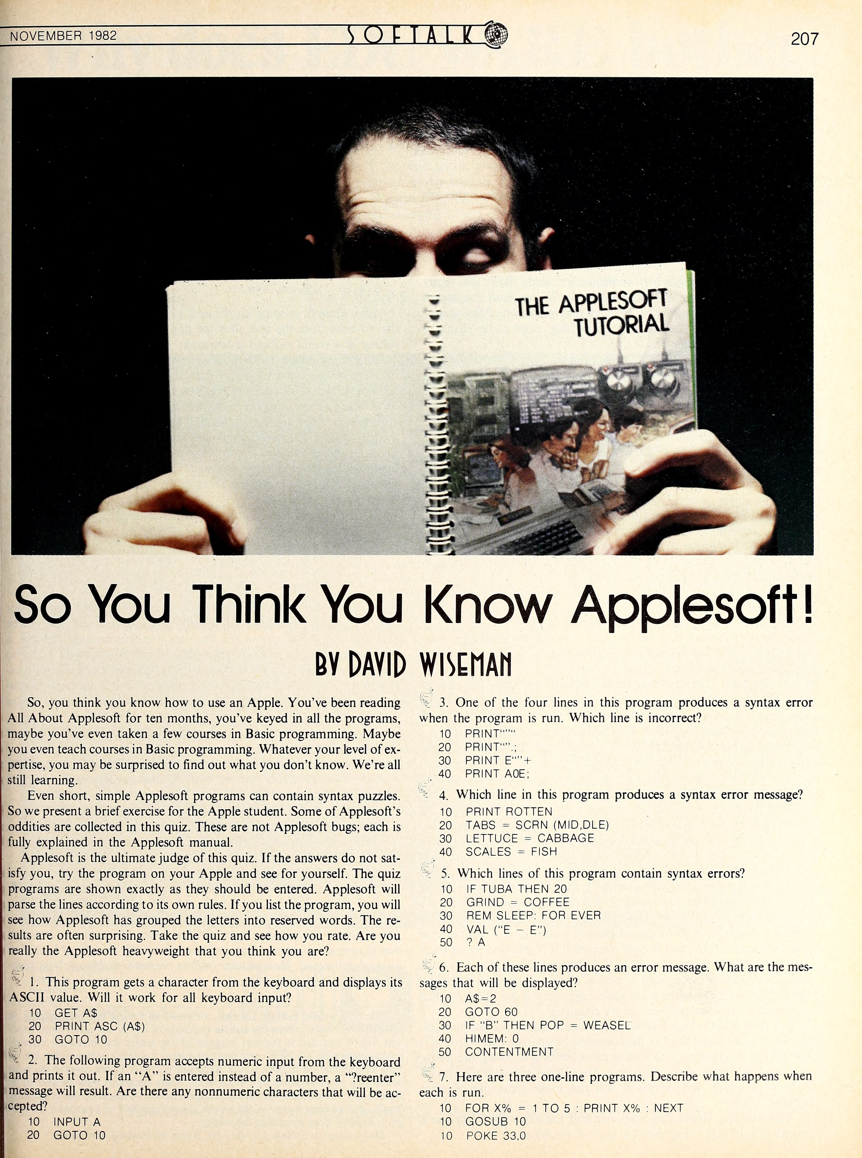 NOVEMBER 1982
SOFTALK
207
THE APPLESOFT
TUTORIAL
So You Think You Know Applesoft!
BY DAVID WISEMAN
So, you think you know how to use an Apple. You've been reading
All About Applesoft for ten months, you've keyed in all the programs,
maybe you've even taken a few courses in Basic programming. Maybe
you even teach courses in Basic programming. Whatever your level of ex-
pertise, you may be surprised to find out what you don't know. We're all
still learning.
Even short, simple Applesoft programs can contain syntax puzzles.
So we present a brief exercise for the Apple student. Some of Applesoft's
oddities are collected in this quiz. These are not Applesoft bugs; each is
fully explained in the Applesoft manual.
Applesoft is the ultimate judge of this quiz. If the answers do not sat-
isfy you, try the program on your Apple and see for yourself. The quiz
programs are shown exactly as they should be entered. Applesoft will
parse the lines according to its own rules. If you list the program, you will
see how Applesoft has grouped the letters into reserved words. The re-
sults are often surprising. Take the quiz and see how you rate. Are you
really the Applesoft heavyweight that you think you are?
1. This program gets a character from the keyboard and displays its
ASCII value. Will it work for all keyboard input?
10 GET A$
20 PRINT ASC (A$)
30 GOTO 10
2. The following program accepts numeric input from the keyboard
and prints it out. If an "A" is entered instead of a number, a "?reenter"
message will result. Are there any nonnumeric characters that will be ac-
cepted?
10 INPUT A
20 GOTO 10
3. One of the four lines in this program produces a syntax error
when the program is run. Which line is incorrect?
10 PRINT""""
20 PRINT"".;
30 PRINT E""+
40 PRINT AOE;
4. Which line in this program produces a syntax error message?
10 PRINT ROTTEN
20 TABS = SCRN (MID,DLE)
30 LETTUCE = CABBAGE
40 SCALES = FISH
5. Which lines of this program contain syntax errors?
10 IF TUBA THEN 20
20 GRIND = COFFEE
30 REM SLEEP: FOR EVER
40 VAL ("E – E")
50 ? A
6. Each of these lines produces an error message. What are the mes-
sages that will be displayed?
10 A$=2
20 GOTO 60
30 IF "B" THEN POP = WEASEL
40 HIMEM: 0
50 CONTENTMENT
7. Here are three one-line programs. Describe what happens when
each is run.
10 FOR X% = 1 TO 5 : PRINT X% : NEXT
10 GOSUB 10
10 POKE 33,0